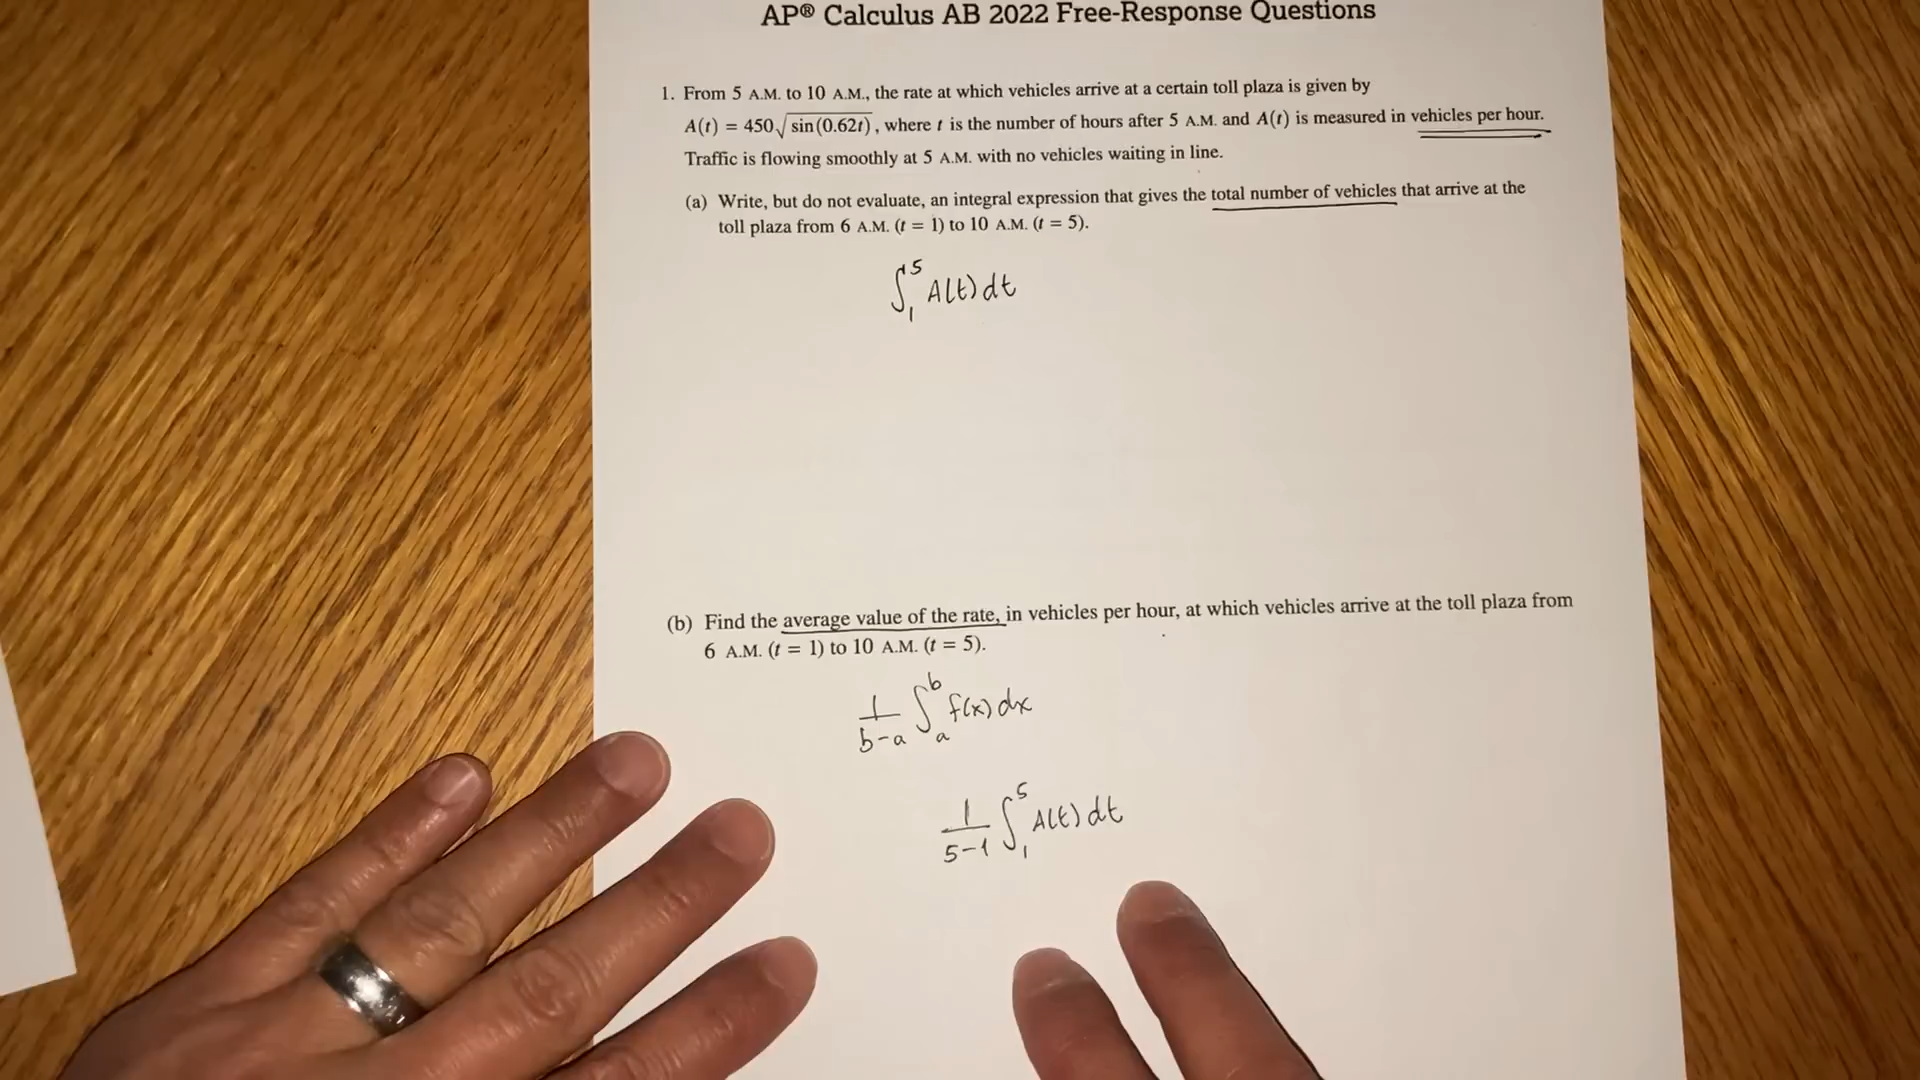 AP® Calculus AB 2022 Free-Response Questions
1. From 5 A.M. to 10 A.M., the rate at which vehicles arrive at a certain toll plaza is given by
A(t) = 450√sin(0.62t), where t is the number of hours after 5 A.M. and A(t) is measured in vehicles per hour.
Traffic is flowing smoothly at 5 A.M. with no vehicles waiting in line.
(a) Write, but do not evaluate, an integral expression that gives the total number of vehicles that arrive at the
toll plaza from 6 A.M. (t = 1) to 10 A.M. (t = 5).
∫₁⁵ A(t) dt
(b) Find the average value of the rate, in vehicles per hour, at which vehicles arrive at the toll plaza from
6 A.M. (t = 1) to 10 A.M. (t = 5).
1/(b-a) ∫ₐᵇ f(x) dx
1/(5-1) ∫₁⁵ A(t) dt